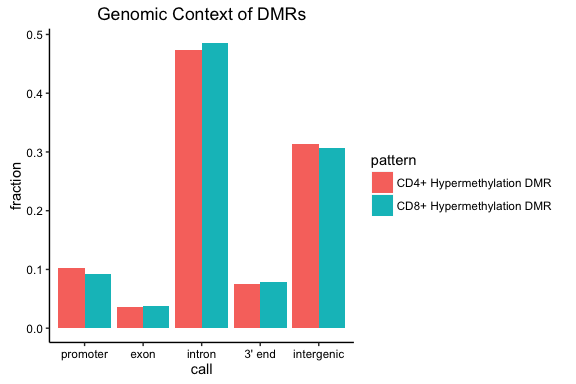 Genomic Context of DMRs
fraction
0.5
0.4
0.3
0.2
0.1
0.0
promoter exon intron 3' end intergenic
call
pattern
CD4+ Hypermethylation DMR
CD8+ Hypermethylation DMR